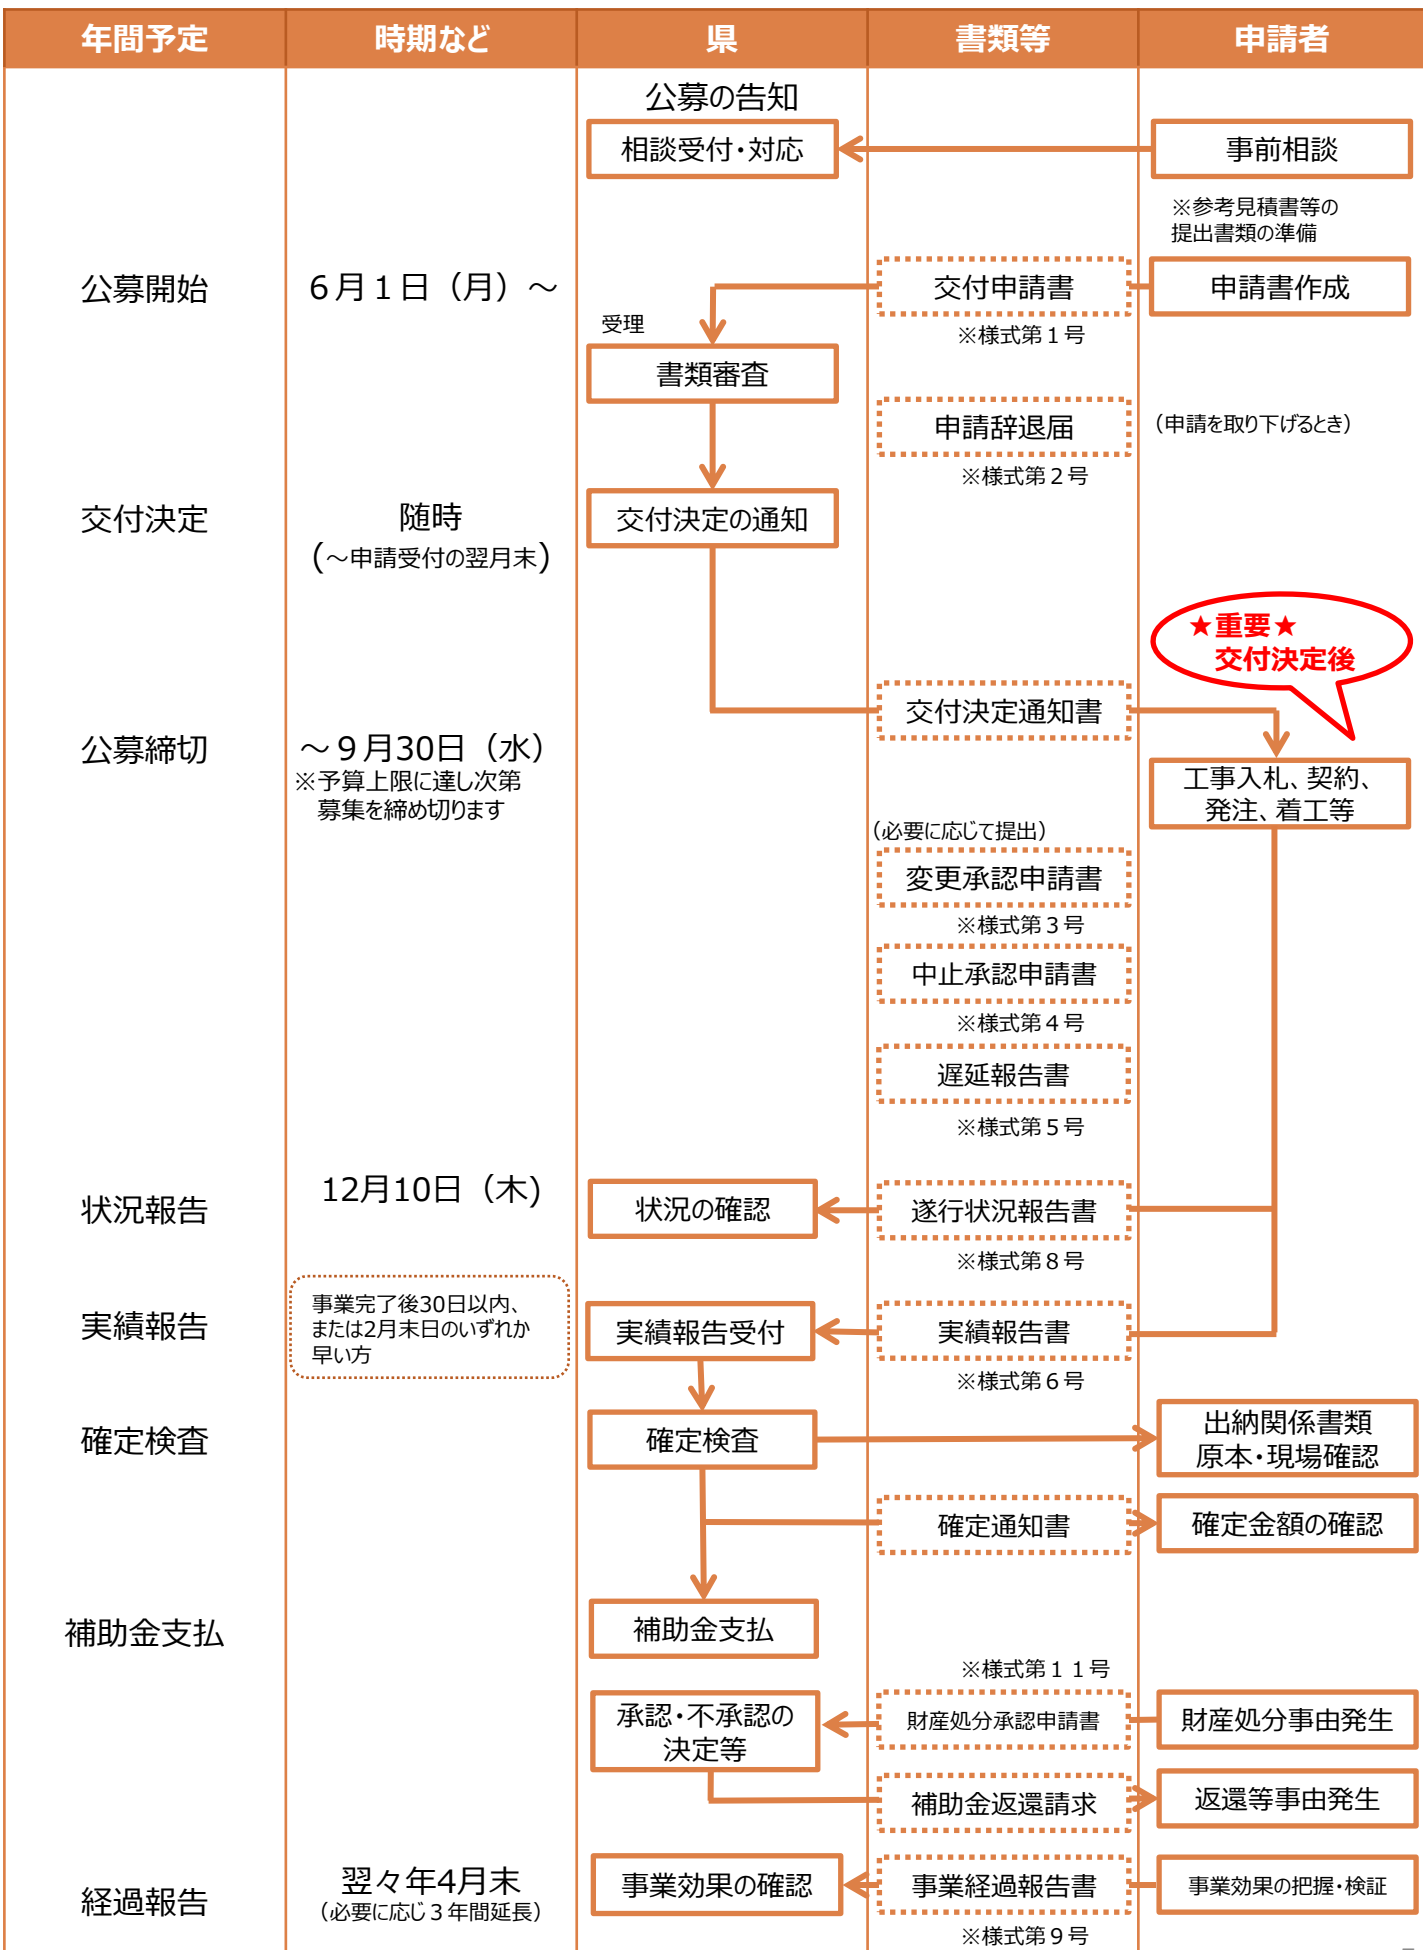 年間予定
時期など
県
書類等
申請者
公募の告知
相談受付・対応
事前相談
※参考見積書等の
提出書類の準備
公募開始
６月１日（月）～
交付申請書
申請書作成
※様式第１号
受理
書類審査
申請辞退届
（申請を取り下げるとき）
※様式第２号
交付決定
随時
（～申請受付の翌月末）
交付決定の通知
★重要★
交付決定後
交付決定通知書
公募締切
～９月30日（水）
※予算上限に達し次第
募集を締め切ります
工事入札、契約、
発注、着工等
（必要に応じて提出）
変更承認申請書
※様式第３号
中止承認申請書
※様式第４号
遅延報告書
※様式第５号
状況報告
12月10日（木）
状況の確認
遂行状況報告書
※様式第８号
実績報告
事業完了後30日以内、
または2月末日のいずれか
早い方
実績報告受付
実績報告書
※様式第６号
確定検査
確定検査
出納関係書類
原本・現場確認
確定通知書
確定金額の確認
補助金支払
補助金支払
※様式第１１号
承認・不承認の
決定等
財産処分承認申請書
財産処分事由発生
補助金返還請求
返還等事由発生
経過報告
翌々年4月末
（必要に応じ３年間延長）
事業効果の確認
事業経過報告書
事業効果の把握・検証
※様式第９号